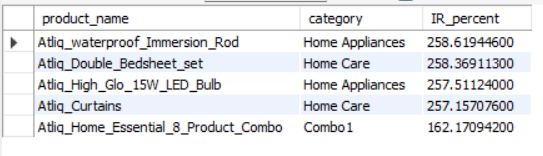 product_name category IR_percent
Atliq_waterproof_Immersion_Rod Home Appliances 258.61944600
Atliq_Double_Bedsheet_set Home Care 258.36911300
Atliq_High_Glo_15W_LED_Bulb Home Appliances 257.51124000
Atliq_Curtains Home Care 257.15707600
Atliq_Home_Essential_8_Product_Combo Combo1 162.17094200